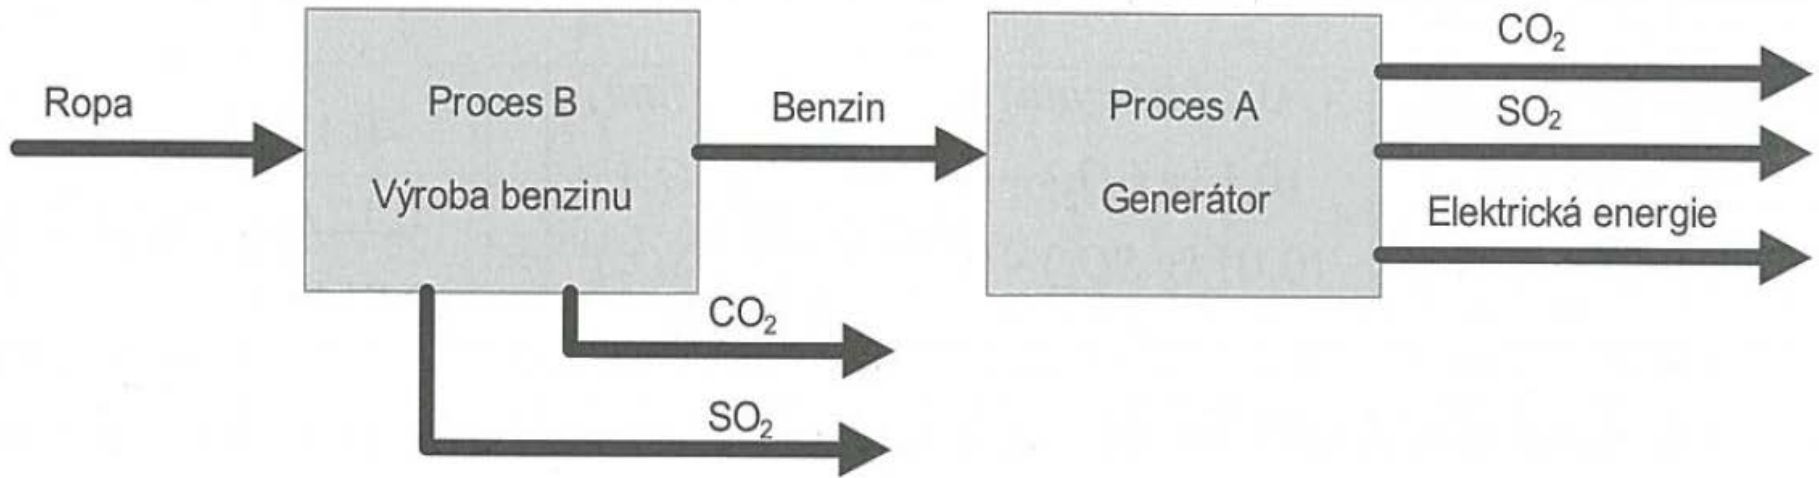 Ropa
Proces B
Výroba benzinu
Benzin
Proces A
Generátor
CO₂
SO₂
Elektrická energie
CO₂
SO₂